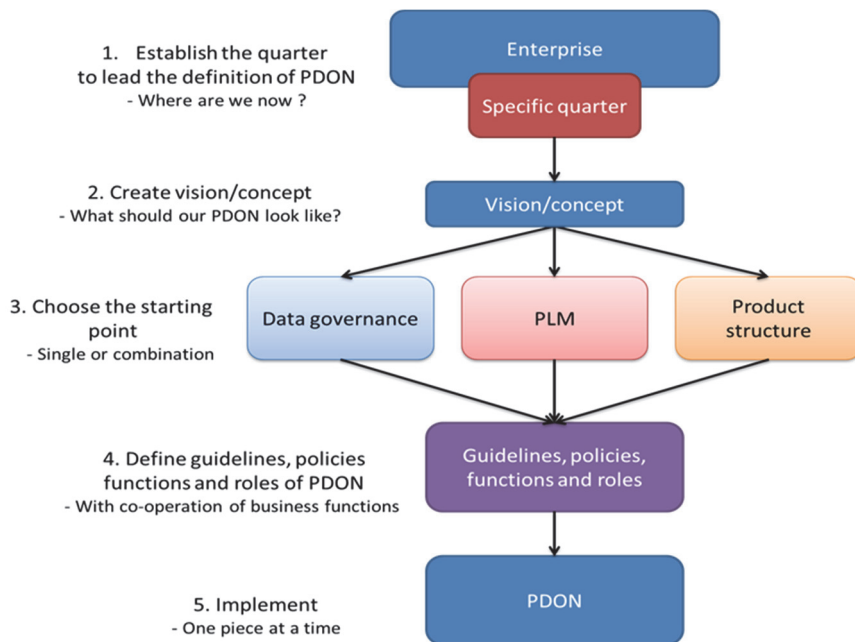 1. Establish the quarter
to lead the definition of PDON
- Where are we now ?
Enterprise
Specific quarter
2. Create vision/concept
- What should our PDON look like?
Vision/concept
3. Choose the starting
point
- Single or combination
Data governance
PLM
Product
structure
4. Define guidelines, policies
functions and roles of PDON
- With co-operation of business functions
Guidelines, policies,
functions and roles
5. Implement
- One piece at a time
PDON